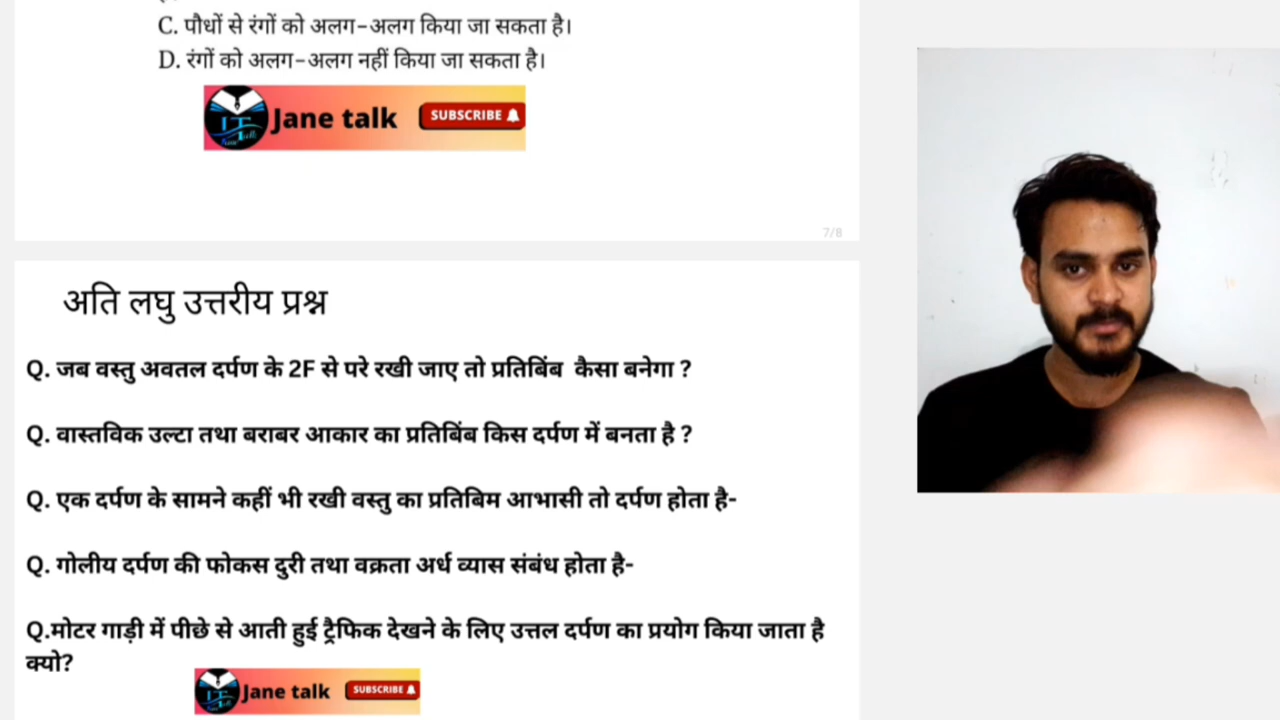 C. पौधों से रंगों को अलग-अलग किया जा सकता है।
D. रंगों को अलग-अलग नहीं किया जा सकता है।
Jane talk SUBSCRIBE
7/8
अति लघु उत्तरीय प्रश्न
Q. जब वस्तु अवतल दर्पण के 2F से परे रखी जाए तो प्रतिबिंब कैसा बनेगा ?
Q. वास्तविक उल्टा तथा बराबर आकार का प्रतिबिंब किस दर्पण में बनता है ?
Q. एक दर्पण के सामने कहीं भी रखी वस्तु का प्रतिबिम आभासी तो दर्पण होता है-
Q. गोलीय दर्पण की फोकस दुरी तथा वक्रता अर्ध व्यास संबंध होता है-
Q.मोटर गाड़ी में पीछे से आती हुई ट्रैफिक देखने के लिए उत्तल दर्पण का प्रयोग किया जाता है
क्यो?
Jane talk SUBSCRIBE